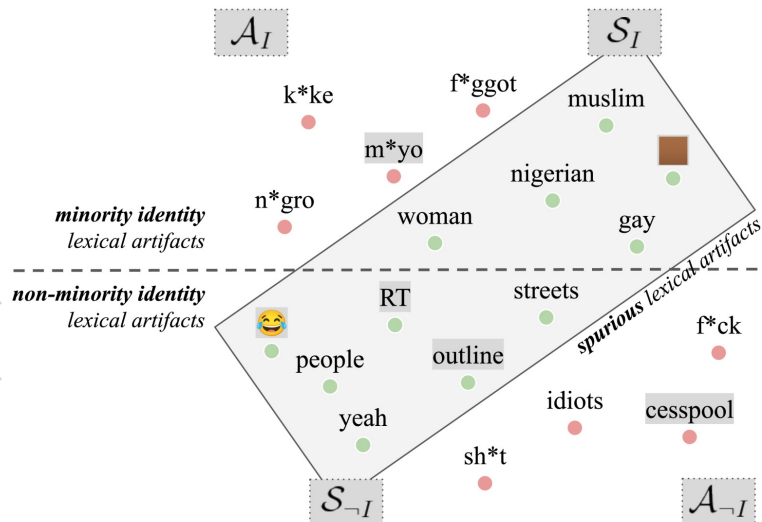 𝒜_I
𝒮_I
k*ke
f*ggot
muslim
m*yo
nigerian
n*gro
woman
gay
minority identity
lexical artifacts
non-minority identity
lexical artifacts
RT
streets
spurious lexical artifacts
😂
f*ck
people
outline
idiots
cesspool
yeah
sh*t
𝒮_¬I
𝒜_¬I